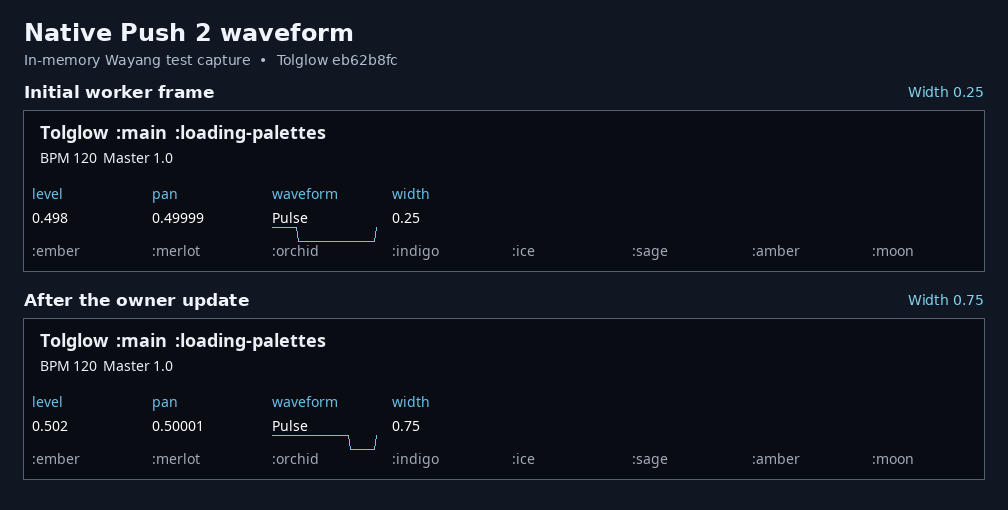 Native Push 2 waveform
In-memory Wayang test capture • Tolglow eb62b8fc
Initial worker frame Width 0.25
Tolglow :main :loading-palettes
BPM 120 Master 1.0
level pan waveform width
0.498 0.49999 Pulse 0.25
:ember :merlot :orchid :indigo :ice :sage :amber :moon
After the owner update Width 0.75
Tolglow :main :loading-palettes
BPM 120 Master 1.0
level pan waveform width
0.502 0.50001 Pulse 0.75
:ember :merlot :orchid :indigo :ice :sage :amber :moon